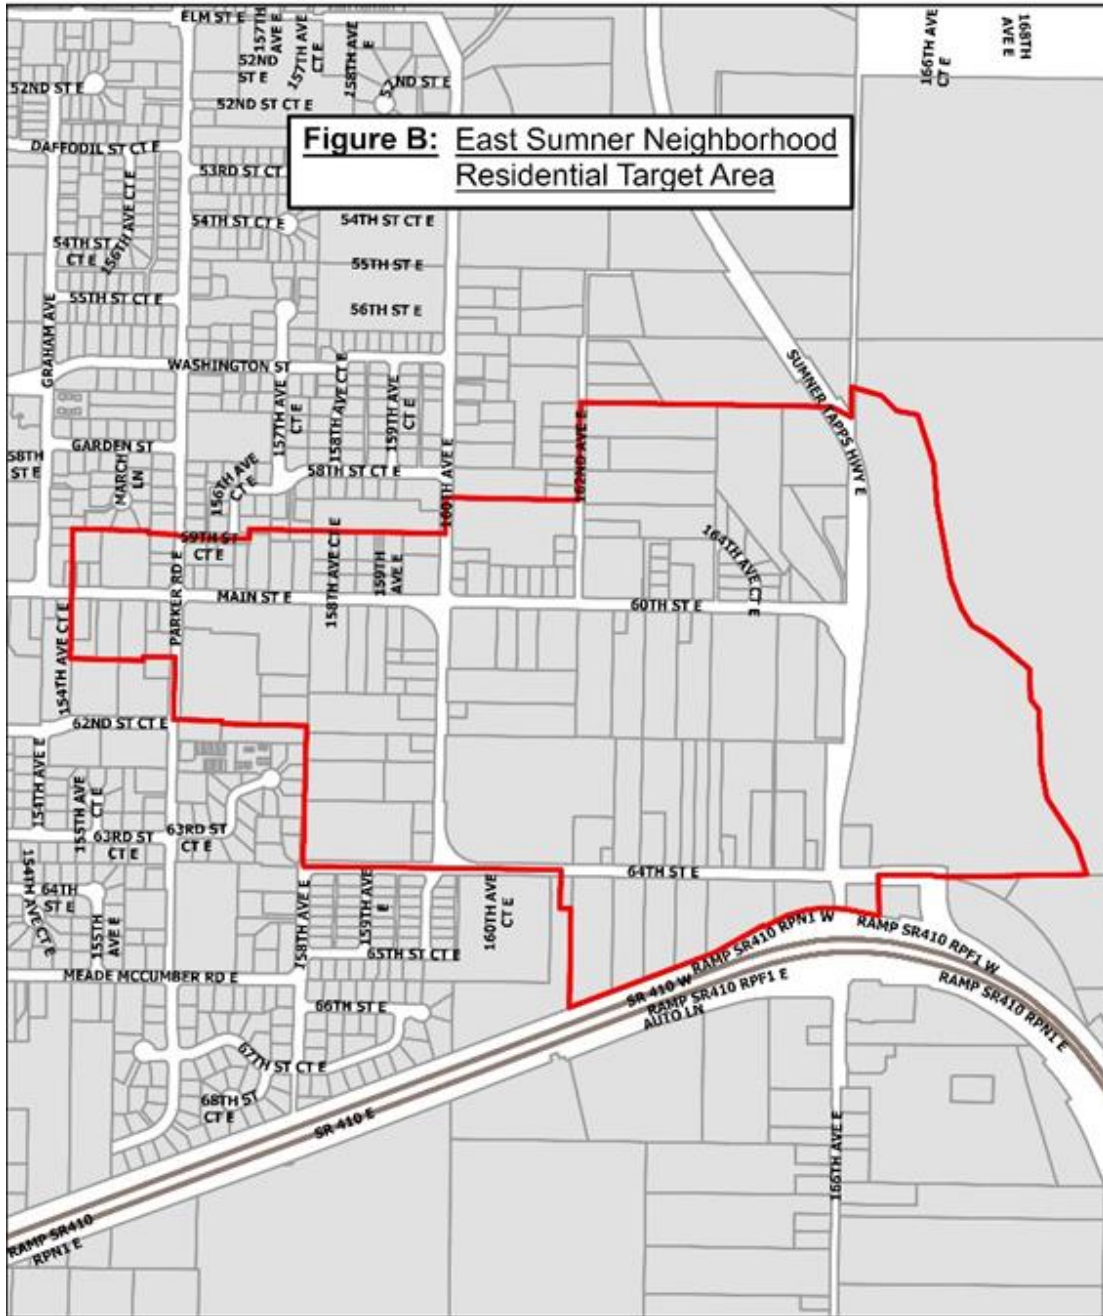 ELM ST E
157TH AVE E
157TH AVE CT E
158TH AVE E
166TH AVE CT E
168TH AVE E
52ND ST E
52ND ST E
52ND ST E
52ND ST CT E
Figure B: East Sumner Neighborhood
Residential Target Area
DAFFODIL ST CT E
53RD ST CT
156TH AVE CT E
54TH ST CT E
54TH ST CT E
54TH ST CT E
55TH ST E
55TH ST CT E
56TH ST E
GRAHAM AVE
WASHINGTON ST
SUMNER TAPPS HWY E
157TH AVE CT E
158TH AVE CT E
159TH AVE CT E
160TH AVE E
162ND AVE E
GARDEN ST
58TH ST E
MARCH LN
156TH AVE CT E
58TH ST CT E
59TH ST CT E
PARKER RD E
158TH AVE CT E
159TH AVE E
164TH AVE CT E
MAIN ST E
60TH ST E
154TH AVE CT E
62ND ST CT E
154TH AVE E
155TH AVE CT E
63RD ST CT E
63RD ST CT E
154TH AVE CT E
64TH ST E
155TH AVE E
158TH AVE E
159TH AVE E
160TH AVE CT E
64TH ST E
65TH ST CT E
MEADE MCCUMBER RD E
66TH ST E
67TH ST CT E
68TH ST CT E
SR 410 W
RAMP SR410 RPN1 W
RAMP SR410 RPF1 W
RAMP SR410 RPF1 E
RAMP SR410 RPN1 E
AUTO LN
SR 410 E
166TH AVE E
RAMP SR410 RPN1 E